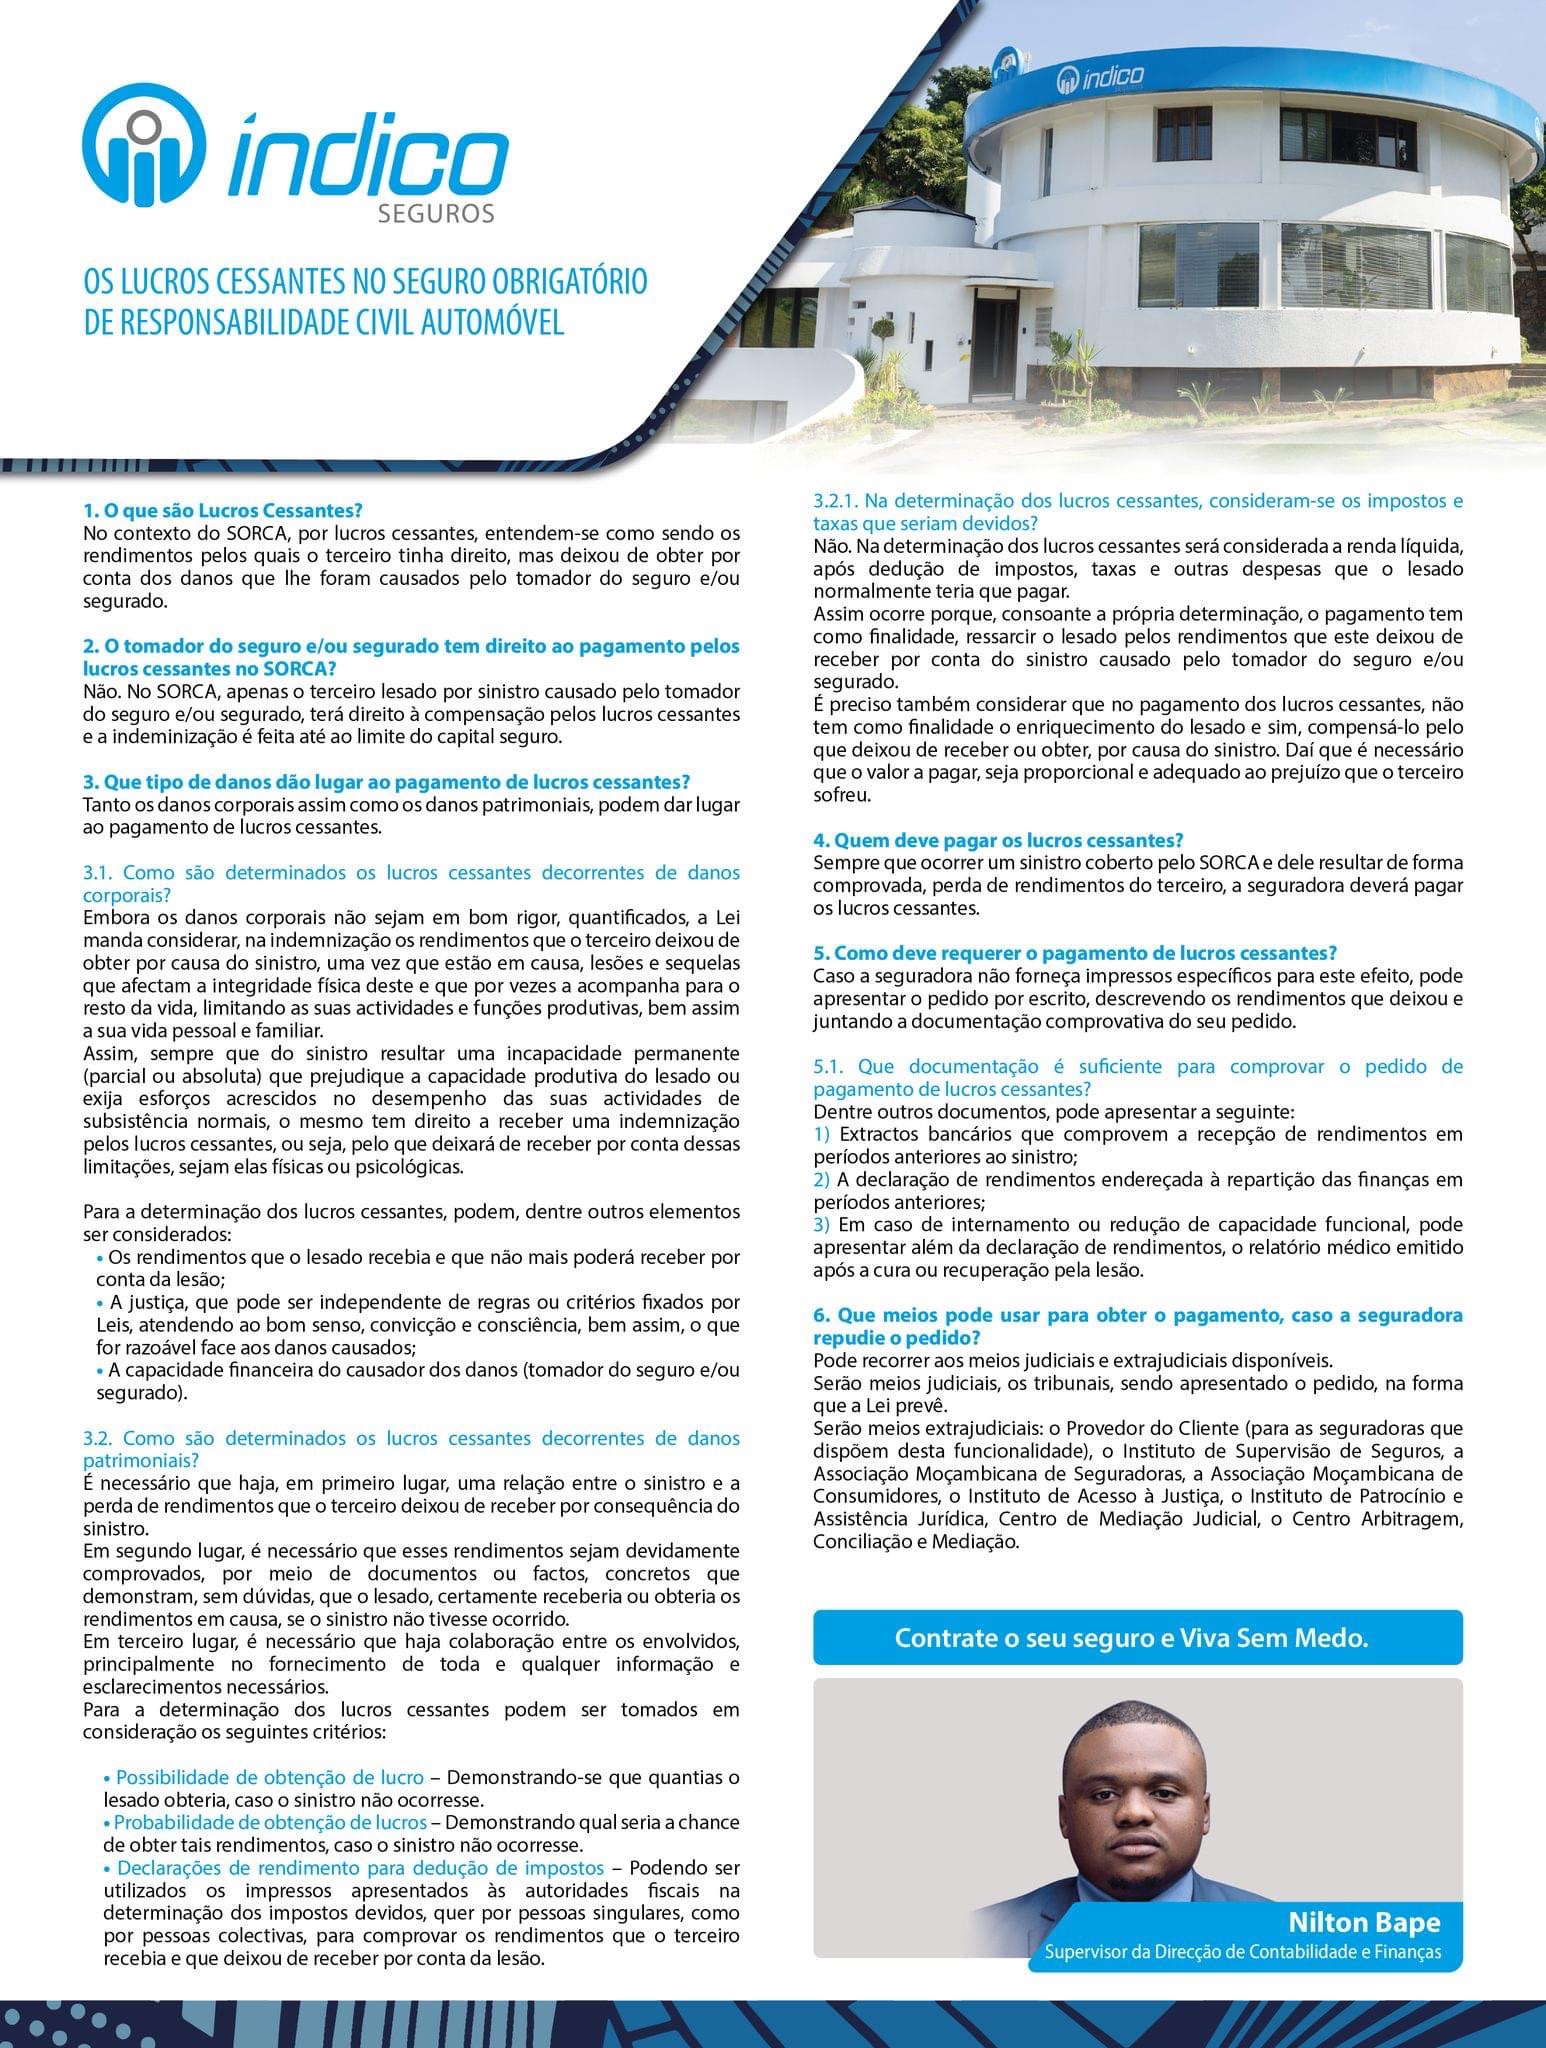 índico
SEGUROS
OS LUCROS CESSANTES NO SEGURO OBRIGATÓRIO
DE RESPONSABILIDADE CIVIL AUTOMÓVEL
índico
SEGUROS
1. O que são Lucros Cessantes?
No contexto do SORCA, por lucros cessantes, entendem-se como sendo os
rendimentos pelos quais o terceiro tinha direito, mas deixou de obter por
conta dos danos que lhe foram causados pelo tomador do seguro e/ou
segurado.
2. O tomador do seguro e/ou segurado tem direito ao pagamento pelos
lucros cessantes no SORCA?
Não. No SORCA, apenas o terceiro lesado por sinistro causado pelo tomador
do seguro e/ou segurado, terá direito à compensação pelos lucros cessantes
e a indeminização é feita até ao limite do capital seguro.
3. Que tipo de danos dão lugar ao pagamento de lucros cessantes?
Tanto os danos corporais assim como os danos patrimoniais, podem dar lugar
ao pagamento de lucros cessantes.
3.1. Como são determinados os lucros cessantes decorrentes de danos
corporais?
Embora os danos corporais não sejam em bom rigor, quantificados, a Lei
manda considerar, na indemnização os rendimentos que o terceiro deixou de
obter por causa do sinistro, uma vez que estão em causa, lesões e sequelas
que afectam a integridade física deste e que por vezes a acompanha para o
resto da vida, limitando as suas actividades e funções produtivas, bem assim
a sua vida pessoal e familiar.
Assim, sempre que do sinistro resultar uma incapacidade permanente
(parcial ou absoluta) que prejudique a capacidade produtiva do lesado ou
exija esforços acrescidos no desempenho das suas actividades de
subsistência normais, o mesmo tem direito a receber uma indemnização
pelos lucros cessantes, ou seja, pelo que deixará de receber por conta dessas
limitações, sejam elas físicas ou psicológicas.
Para a determinação dos lucros cessantes, podem, dentre outros elementos
ser considerados:
• Os rendimentos que o lesado recebia e que não mais poderá receber por
conta da lesão;
• A justiça, que pode ser independente de regras ou critérios fixados por
Leis, atendendo ao bom senso, convicção e consciência, bem assim, o que
for razoável face aos danos causados;
• A capacidade financeira do causador dos danos (tomador do seguro e/ou
segurado).
3.2. Como são determinados os lucros cessantes decorrentes de danos
patrimoniais?
É necessário que haja, em primeiro lugar, uma relação entre o sinistro e a
perda de rendimentos que o terceiro deixou de receber por consequência do
sinistro.
Em segundo lugar, é necessário que esses rendimentos sejam devidamente
comprovados, por meio de documentos ou factos, concretos que
demonstram, sem dúvidas, que o lesado, certamente receberia ou obteria os
rendimentos em causa, se o sinistro não tivesse ocorrido.
Em terceiro lugar, é necessário que haja colaboração entre os envolvidos,
principalmente no fornecimento de toda e qualquer informação e
esclarecimentos necessários.
Para a determinação dos lucros cessantes podem ser tomados em
consideração os seguintes critérios:
• Possibilidade de obtenção de lucro – Demonstrando-se que quantias o
lesado obteria, caso o sinistro não ocorresse.
• Probabilidade de obtenção de lucros – Demonstrando qual seria a chance
de obter tais rendimentos, caso o sinistro não ocorresse.
• Declarações de rendimento para dedução de impostos – Podendo ser
utilizados os impressos apresentados às autoridades fiscais na
determinação dos impostos devidos, quer por pessoas singulares, como
por pessoas colectivas, para comprovar os rendimentos que o terceiro
recebia e que deixou de receber por conta da lesão.
3.2.1. Na determinação dos lucros cessantes, consideram-se os impostos e
taxas que seriam devidos?
Não. Na determinação dos lucros cessantes será considerada a renda líquida,
após dedução de impostos, taxas e outras despesas que o lesado
normalmente teria que pagar.
Assim ocorre porque, consoante a própria determinação, o pagamento tem
como finalidade, ressarcir o lesado pelos rendimentos que este deixou de
receber por conta do sinistro causado pelo tomador do seguro e/ou
segurado.
É preciso também considerar que no pagamento dos lucros cessantes, não
tem como finalidade o enriquecimento do lesado e sim, compensá-lo pelo
que deixou de receber ou obter, por causa do sinistro. Daí que é necessário
que o valor a pagar, seja proporcional e adequado ao prejuízo que o terceiro
sofreu.
4. Quem deve pagar os lucros cessantes?
Sempre que ocorrer um sinistro coberto pelo SORCA e dele resultar de forma
comprovada, perda de rendimentos do terceiro, a seguradora deverá pagar
os lucros cessantes.
5. Como deve requerer o pagamento de lucros cessantes?
Caso a seguradora não forneça impressos específicos para este efeito, pode
apresentar o pedido por escrito, descrevendo os rendimentos que deixou e
juntando a documentação comprovativa do seu pedido.
5.1. Que documentação é suficiente para comprovar o pedido de
pagamento de lucros cessantes?
Dentre outros documentos, pode apresentar a seguinte:
1) Extractos bancários que comprovem a recepção de rendimentos em
períodos anteriores ao sinistro;
2) A declaração de rendimentos endereçada à repartição das finanças em
períodos anteriores;
3) Em caso de internamento ou redução de capacidade funcional, pode
apresentar além da declaração de rendimentos, o relatório médico emitido
após a cura ou recuperação pela lesão.
6. Que meios pode usar para obter o pagamento, caso a seguradora
repudie o pedido?
Pode recorrer aos meios judiciais e extrajudiciais disponíveis.
Serão meios judiciais, os tribunais, sendo apresentado o pedido, na forma
que a Lei prevê.
Serão meios extrajudiciais: o Provedor do Cliente (para as seguradoras que
dispõem desta funcionalidade), o Instituto de Supervisão de Seguros, a
Associação Moçambicana de Seguradoras, a Associação Moçambicana de
Consumidores, o Instituto de Acesso à Justiça, o Instituto de Patrocínio e
Assistência Jurídica, Centro de Mediação Judicial, o Centro Arbitragem,
Conciliação e Mediação.
Contrate o seu seguro e Viva Sem Medo.
Nilton Bape
Supervisor da Direcção de Contabilidade e Finanças